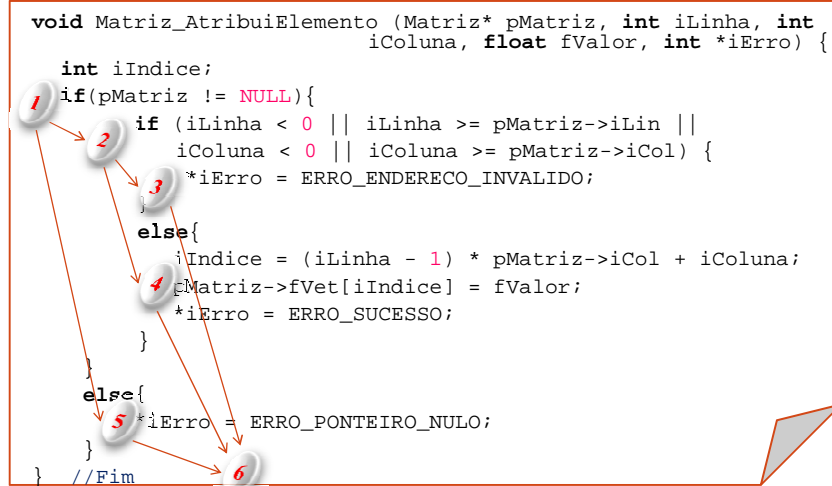 void Matriz_AtribuiElemento (Matriz* pMatriz, int iLinha, int
iColuna, float fValor, int *iErro) {
int iIndice;
1 if(pMatriz != NULL){
2 if (iLinha < 0 || iLinha >= pMatriz->iLin ||
iColuna < 0 || iColuna >= pMatriz->iCol) {
3 *iErro = ERRO_ENDERECO_INVALIDO;
}
else{
iIndice = (iLinha - 1) * pMatriz->iCol + iColuna;
4 pMatriz->fVet[iIndice] = fValor;
*iErro = ERRO_SUCESSO;
}
}
else{
5 *iErro = ERRO_PONTEIRO_NULO;
}
} //Fim 6